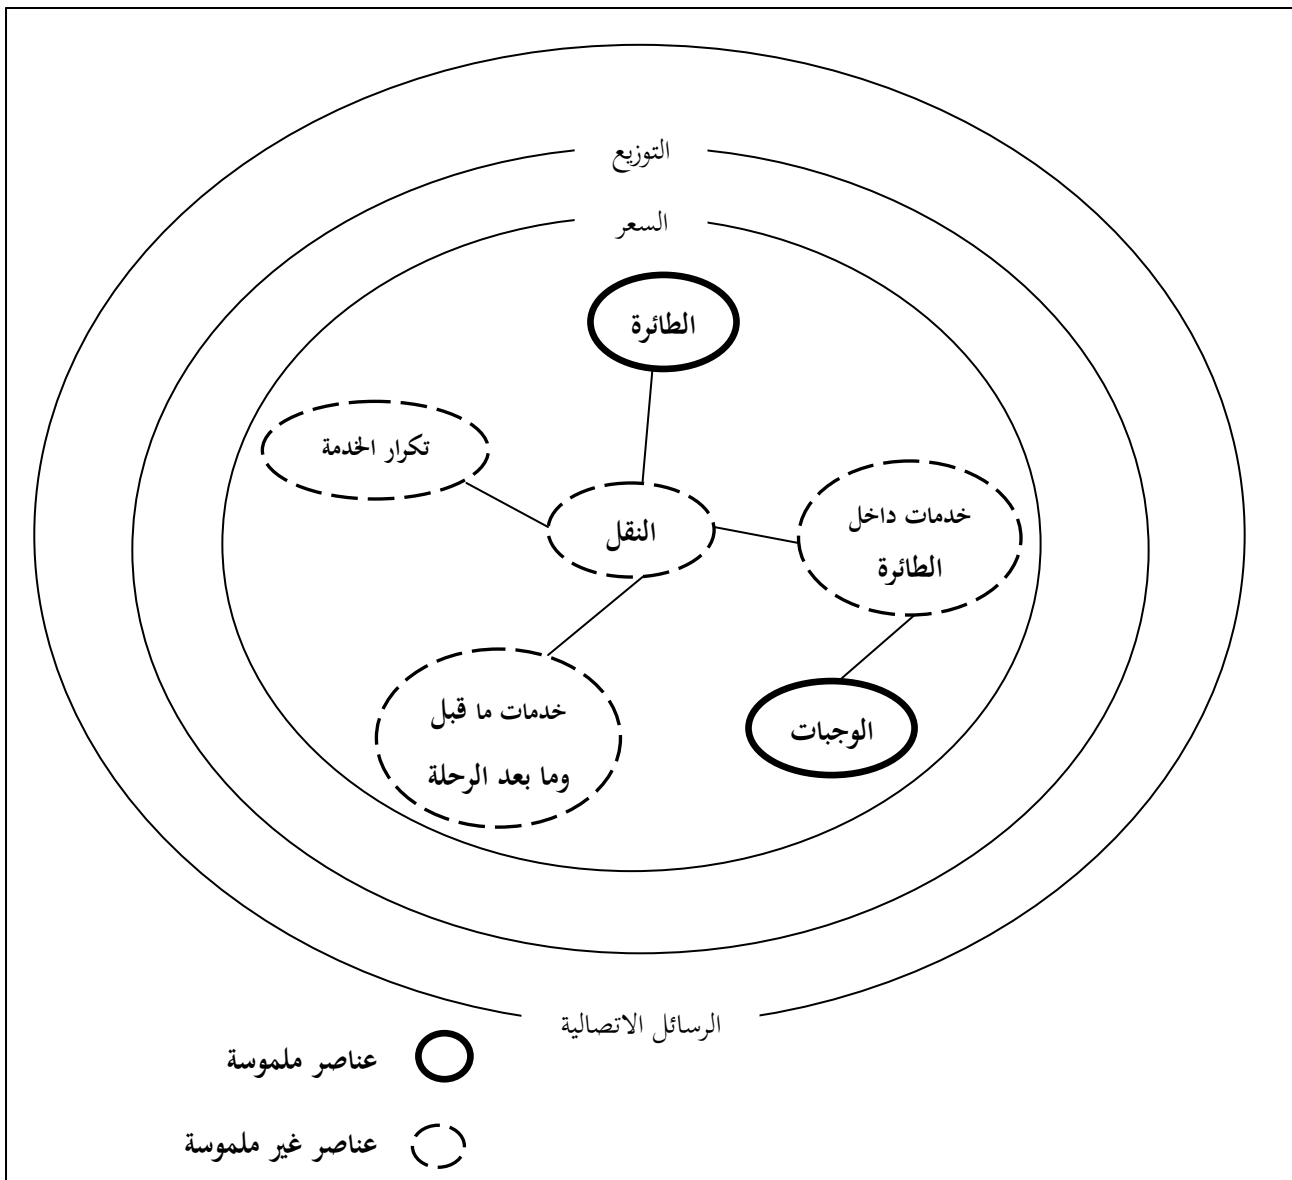 التوزيع
السعر
الطائرة
تكرار الخدمة
النقل
خدمات داخل
الطائرة
خدمات ما قبل
وما بعد الرحلة
الوجبات
الرسائل الاتصالية
عناصر ملموسة
عناصر غير ملموسة